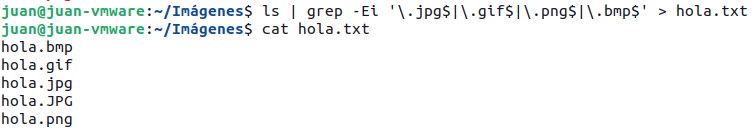 juan@juan-vmware:~/Imágenes$ ls | grep -Ei '\.jpg$|\.gif$|\.png$|\.bmp$' > hola.txt
juan@juan-vmware:~/Imágenes$ cat hola.txt
hola.bmp
hola.gif
hola.jpg
hola.JPG
hola.png